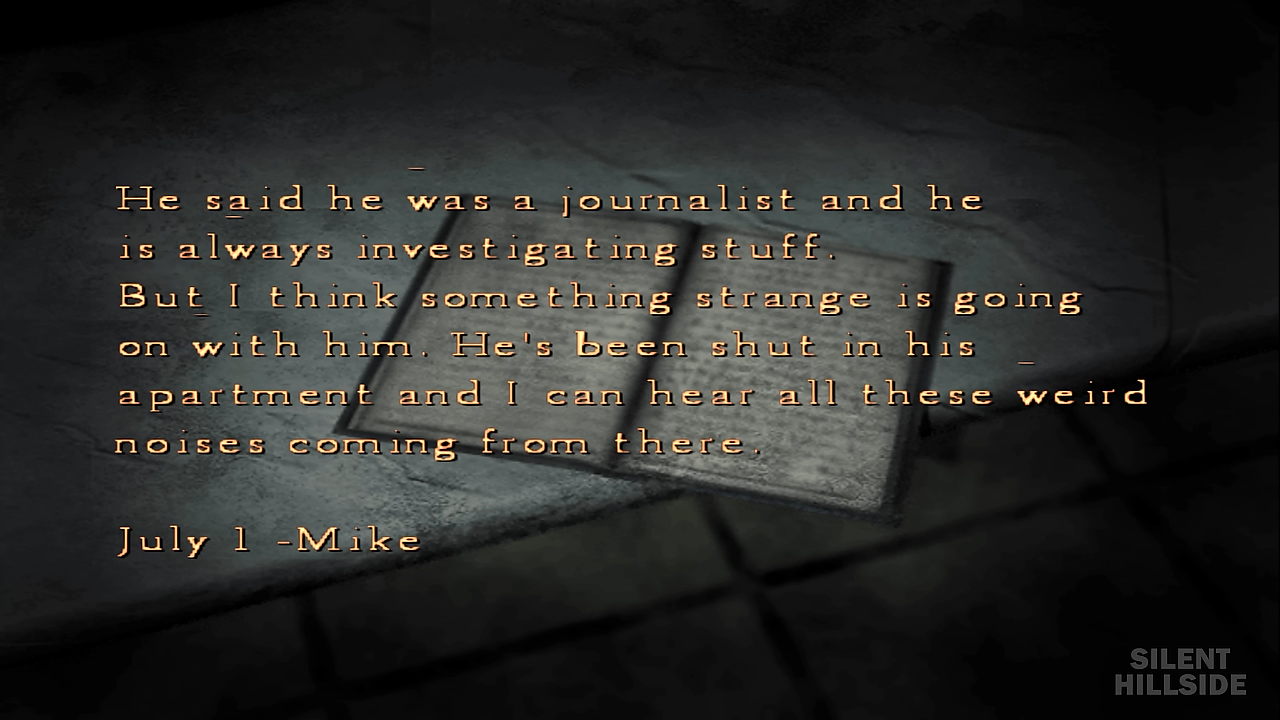 He said he was a journalist and he
is always investigating stuff.
But I think something strange is going
on with him. He's been shut in his
apartment and I can hear all these weird
noises coming from there.
July 1 -Mike
SILENT
HILLSIDE